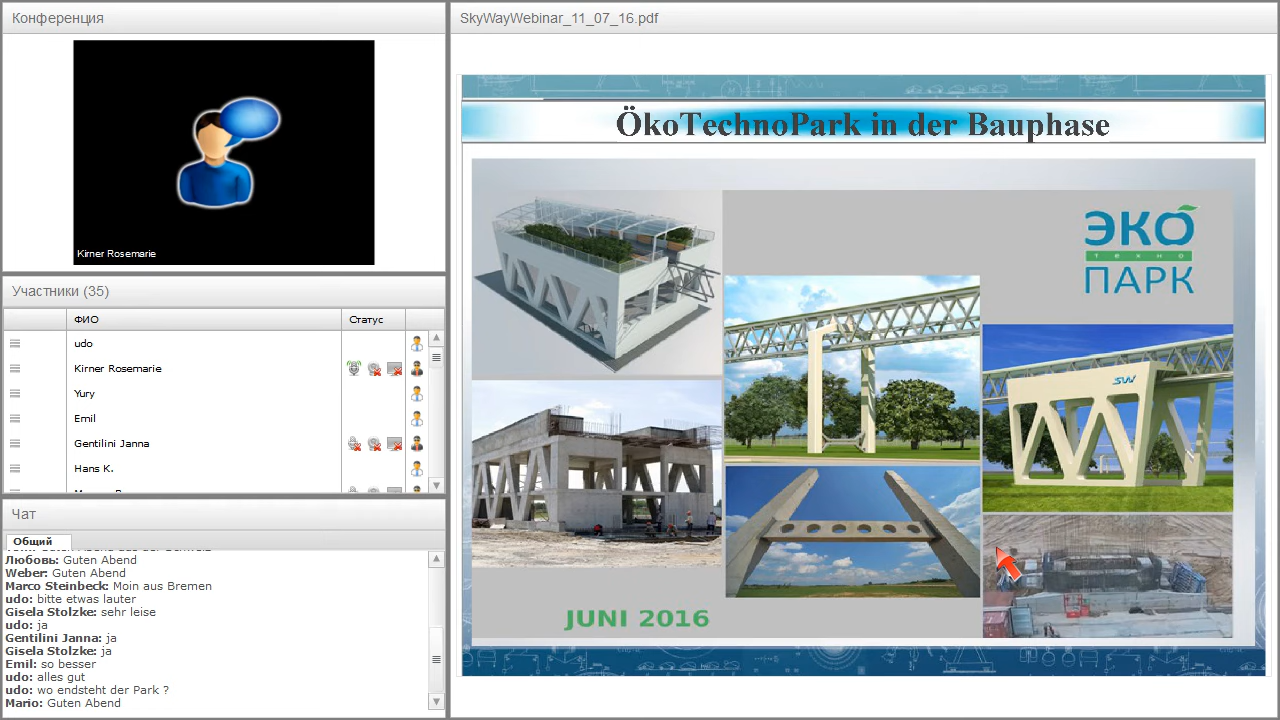 Конференция
Kirner Rosemarie
Участники (35)
ФИО
Статус
udo
Kirner Rosemarie
Yury
Emil
Gentilini Janna
Hans K.
Чат
Общий
Любовь: Guten Abend
Weber: Guten Abend
Marco Steinbeck: Moin aus Bremen
udo: bitte etwas lauter
Gisela Stolzke: sehr leise
udo: ja
Gentilini Janna: ja
Gisela Stolzke: ja
Emil: so besser
udo: alles gut
udo: wo endsteht der Park ?
Mario: Guten Abend
SkyWayWebinar_11_07_16.pdf
ÖkoTechnoPark in der Bauphase
ЭКО
техно
ПАРК
SW
JUNI 2016